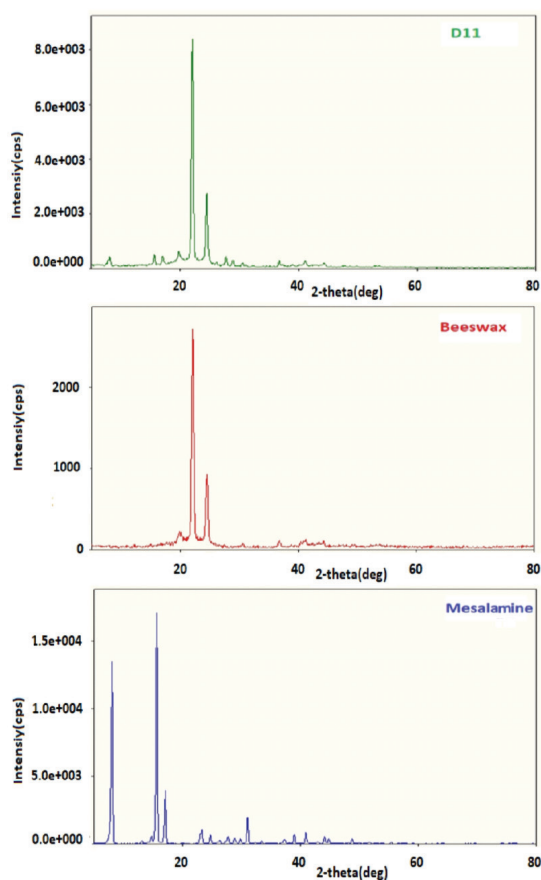 D11
8.0e+003
6.0e+003
4.0e+003
2.0e+003
0.0e+000
Intensiy(cps)
20
40
60
80
2-theta(deg)
Beeswax
2000
1000
0
Intensiy(cps)
20
40
60
80
2-theta(deg)
Mesalamine
1.5e+004
1.0e+004
5.0e+003
0.0e+000
Intensiy(cps)
20
40
60
80
2-theta(deg)